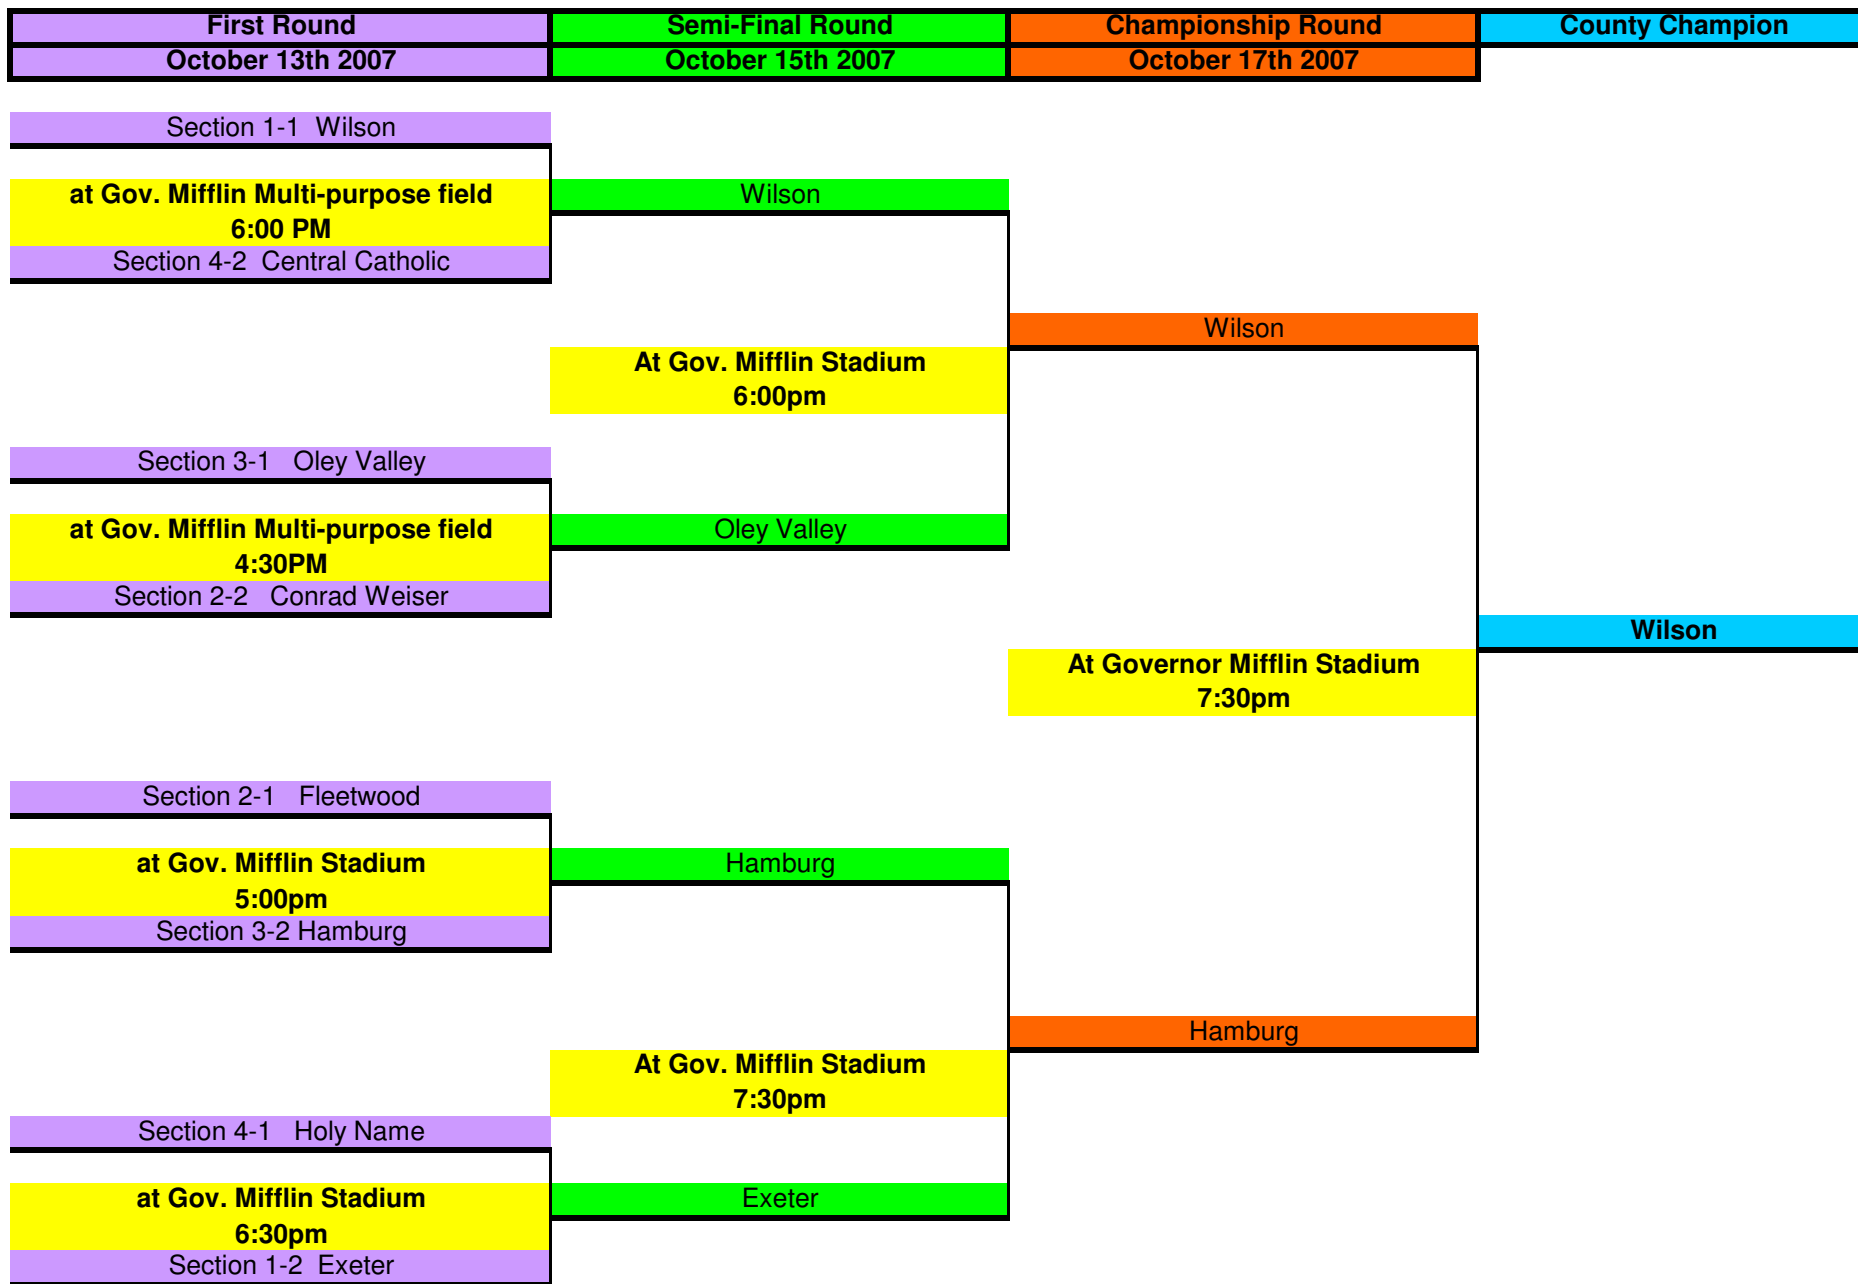 First Round
Semi-Final Round
Championship Round
County Champion
October 13th 2007
October 15th 2007
October 17th 2007
Section 1-1 Wilson
at Gov. Mifflin Multi-purpose field
6:00 PM
Section 4-2 Central Catholic
Wilson
At Gov. Mifflin Stadium
6:00pm
Wilson
Section 3-1 Oley Valley
at Gov. Mifflin Multi-purpose field
4:30PM
Section 2-2 Conrad Weiser
Oley Valley
Wilson
At Governor Mifflin Stadium
7:30pm
Section 2-1 Fleetwood
at Gov. Mifflin Stadium
5:00pm
Section 3-2 Hamburg
Hamburg
Hamburg
At Gov. Mifflin Stadium
7:30pm
Section 4-1 Holy Name
at Gov. Mifflin Stadium
6:30pm
Section 1-2 Exeter
Exeter